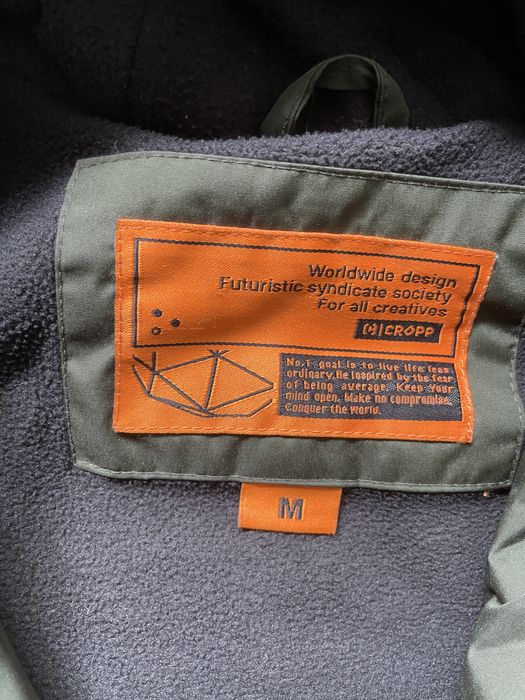 Worldwide design
Futuristic syndicate society
For all creatives
CROPP
No.1 goal is to live life less
ordinary. Be inspired by the fear
of being average. Keep your
mind open. Make no compromise.
Conquer the world.
M